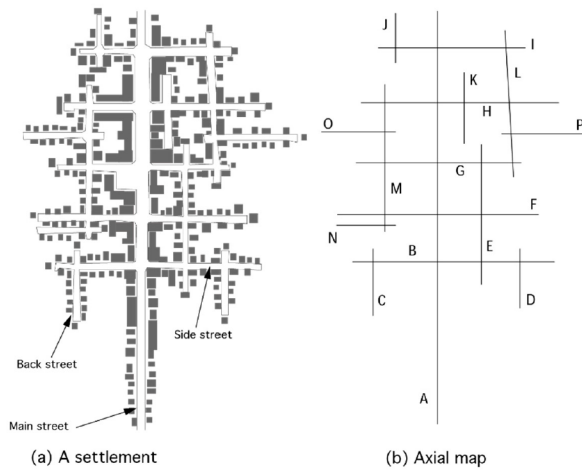 J
I
L
K
H
O
P
G
M
F
N
B
E
C
D
Side street
Back street
A
Main street
(a) A settlement
(b) Axial map